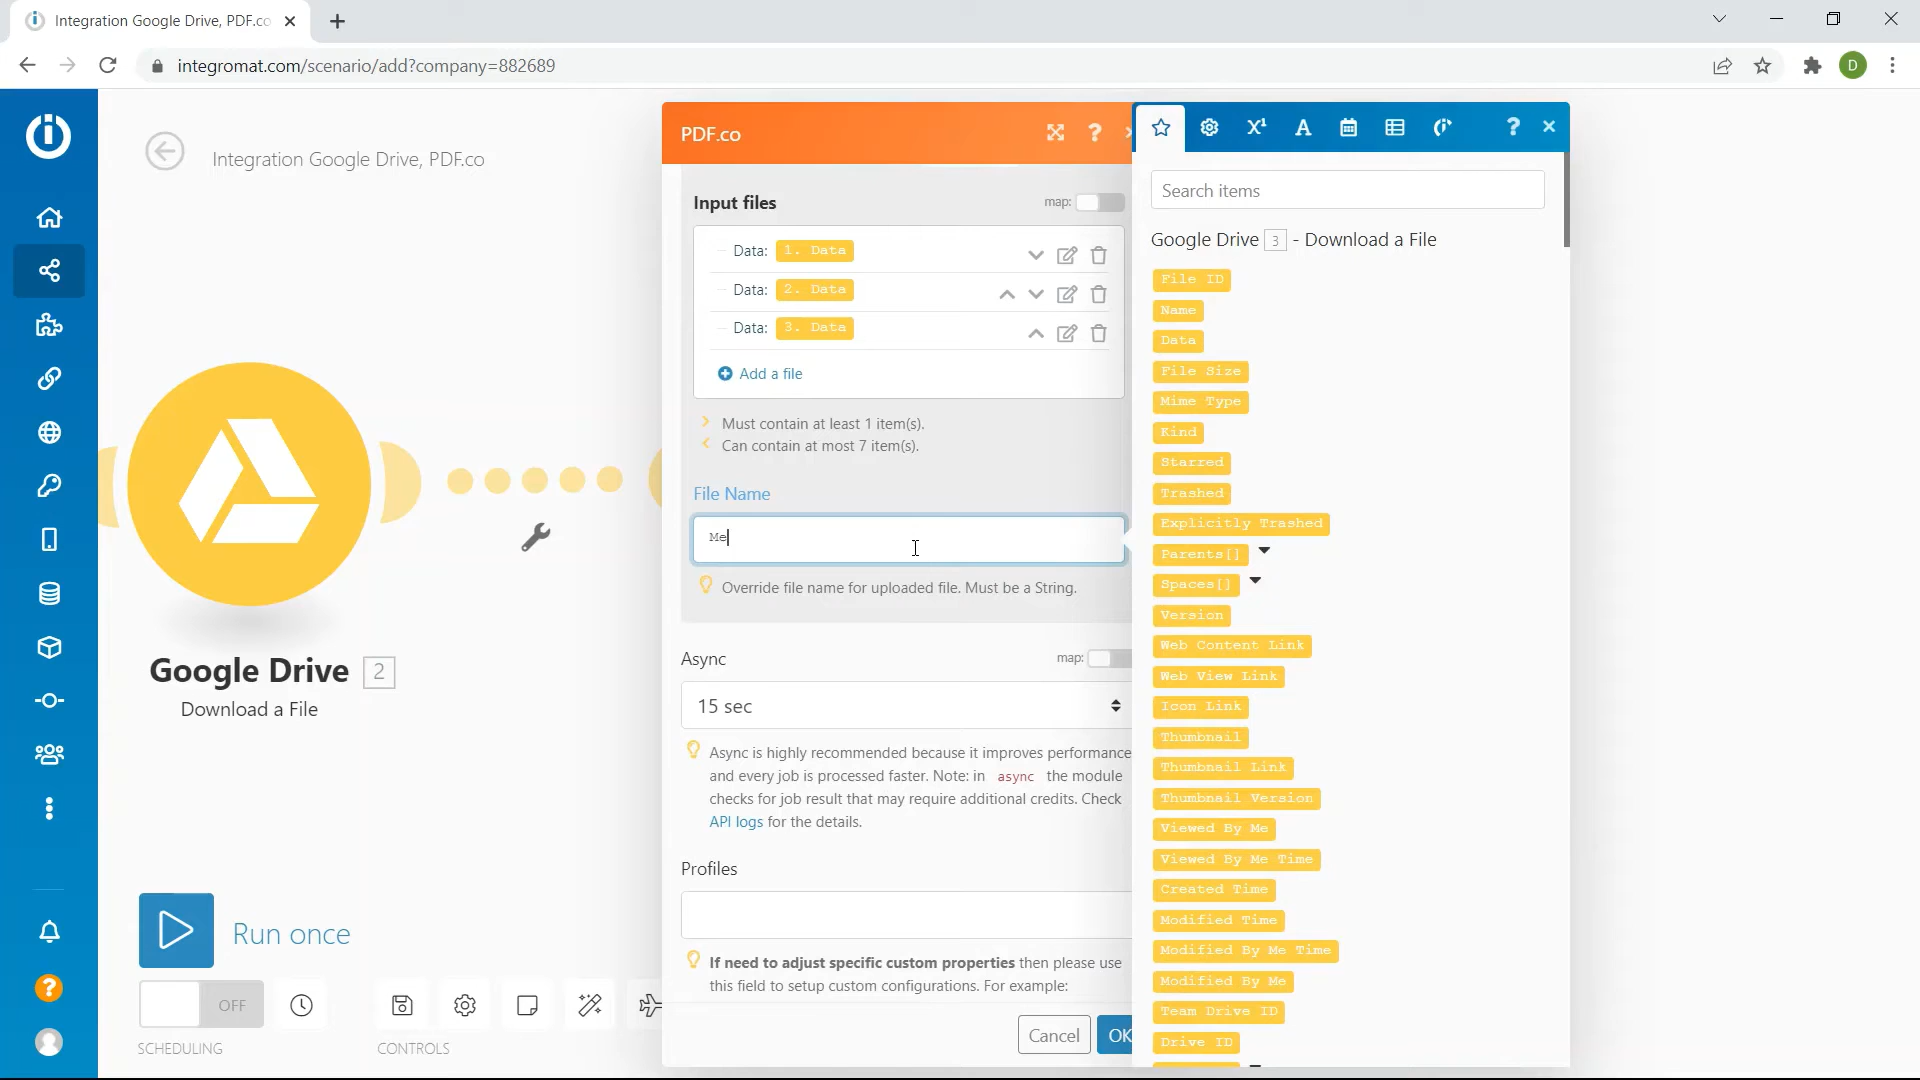 Integration Google Drive, PDF.co
integromat.com/scenario/add?company=882689
D
Integration Google Drive, PDF.co
Google Drive 2
Download a File
Run once
OFF
SCHEDULING
CONTROLS
PDF.co
Input files
map:
Data: 1. Data
Data: 2. Data
Data: 3. Data
Add a file
Must contain at least 1 item(s).
Can contain at most 7 item(s).
File Name
Me
Override file name for uploaded file. Must be a String.
Async
map:
15 sec
Async is highly recommended because it improves performance
and every job is processed faster. Note: in async the module
checks for job result that may require additional credits. Check
API logs for the details.
Profiles
If need to adjust specific custom properties then please use
this field to setup custom configurations. For example:
Cancel
OK
Search items
Google Drive 3 - Download a File
File ID
Name
Data
File Size
Mime Type
Kind
Starred
Trashed
Explicitly Trashed
Parents[]
Spaces[]
Version
Web Content Link
Web View Link
Icon Link
Thumbnail
Thumbnail Link
Thumbnail Version
Viewed By Me
Viewed By Me Time
Created Time
Modified Time
Modified By Me Time
Modified By Me
Team Drive ID
Drive ID